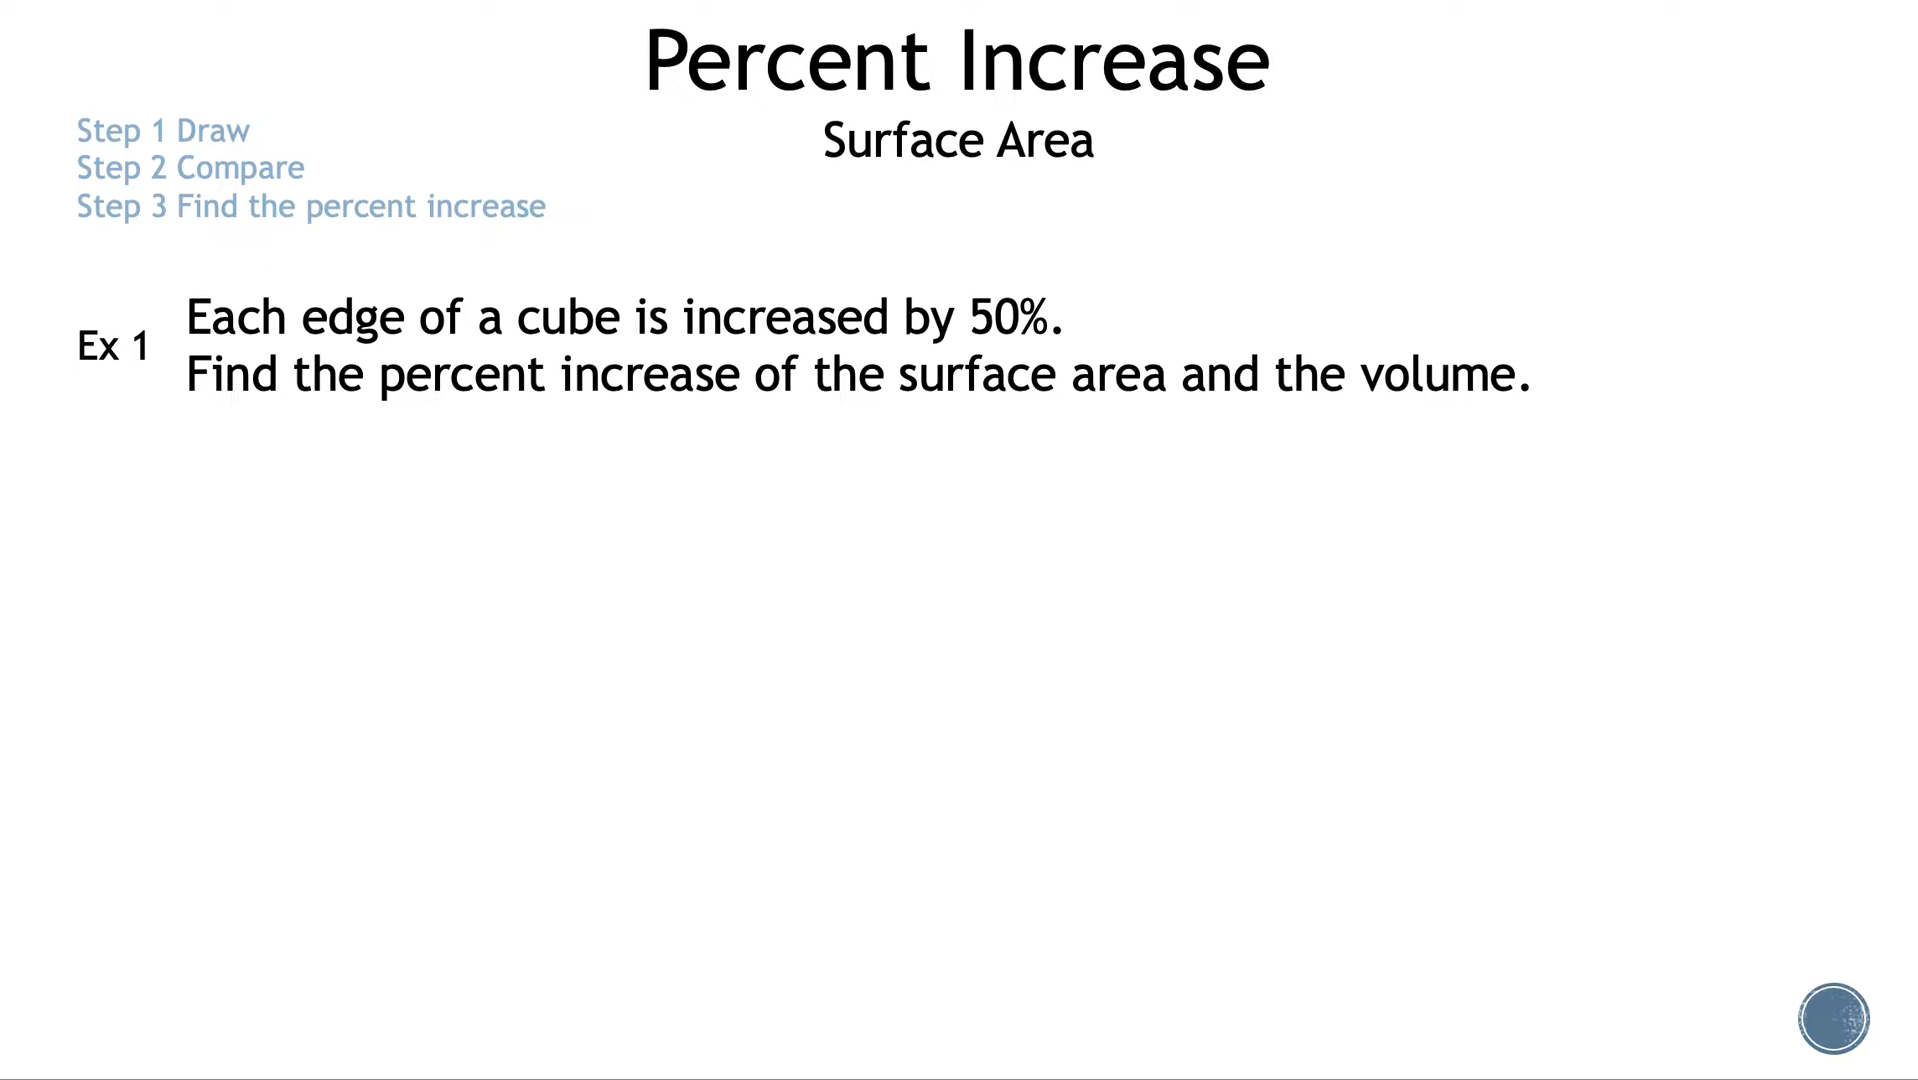 Percent Increase
Surface Area
Step 1 Draw
Step 2 Compare
Step 3 Find the percent increase
Ex 1
Each edge of a cube is increased by 50%.
Find the percent increase of the surface area and the volume.